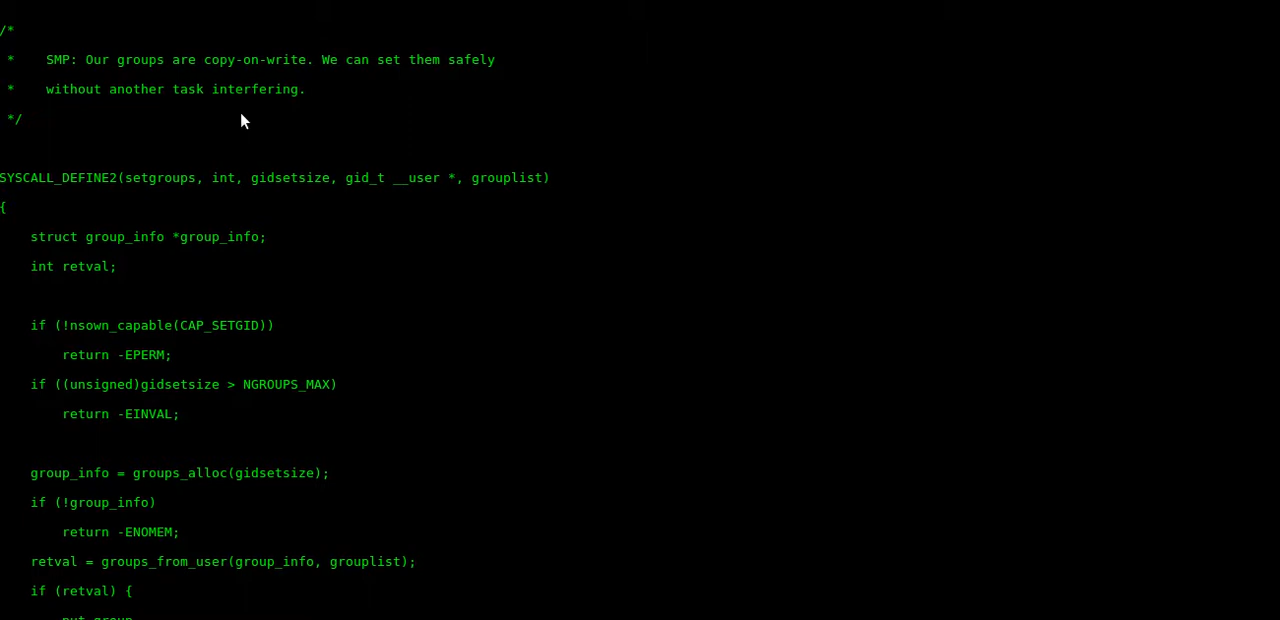 /*
 *    SMP: Our groups are copy-on-write. We can set them safely
 *    without another task interfering.
 */
SYSCALL_DEFINE2(setgroups, int, gidsetsize, gid_t __user *, grouplist)
{
    struct group_info *group_info;
    int retval;
    if (!nsown_capable(CAP_SETGID))
        return -EPERM;
    if ((unsigned)gidsetsize > NGROUPS_MAX)
        return -EINVAL;
    group_info = groups_alloc(gidsetsize);
    if (!group_info)
        return -ENOMEM;
    retval = groups_from_user(group_info, grouplist);
    if (retval) {